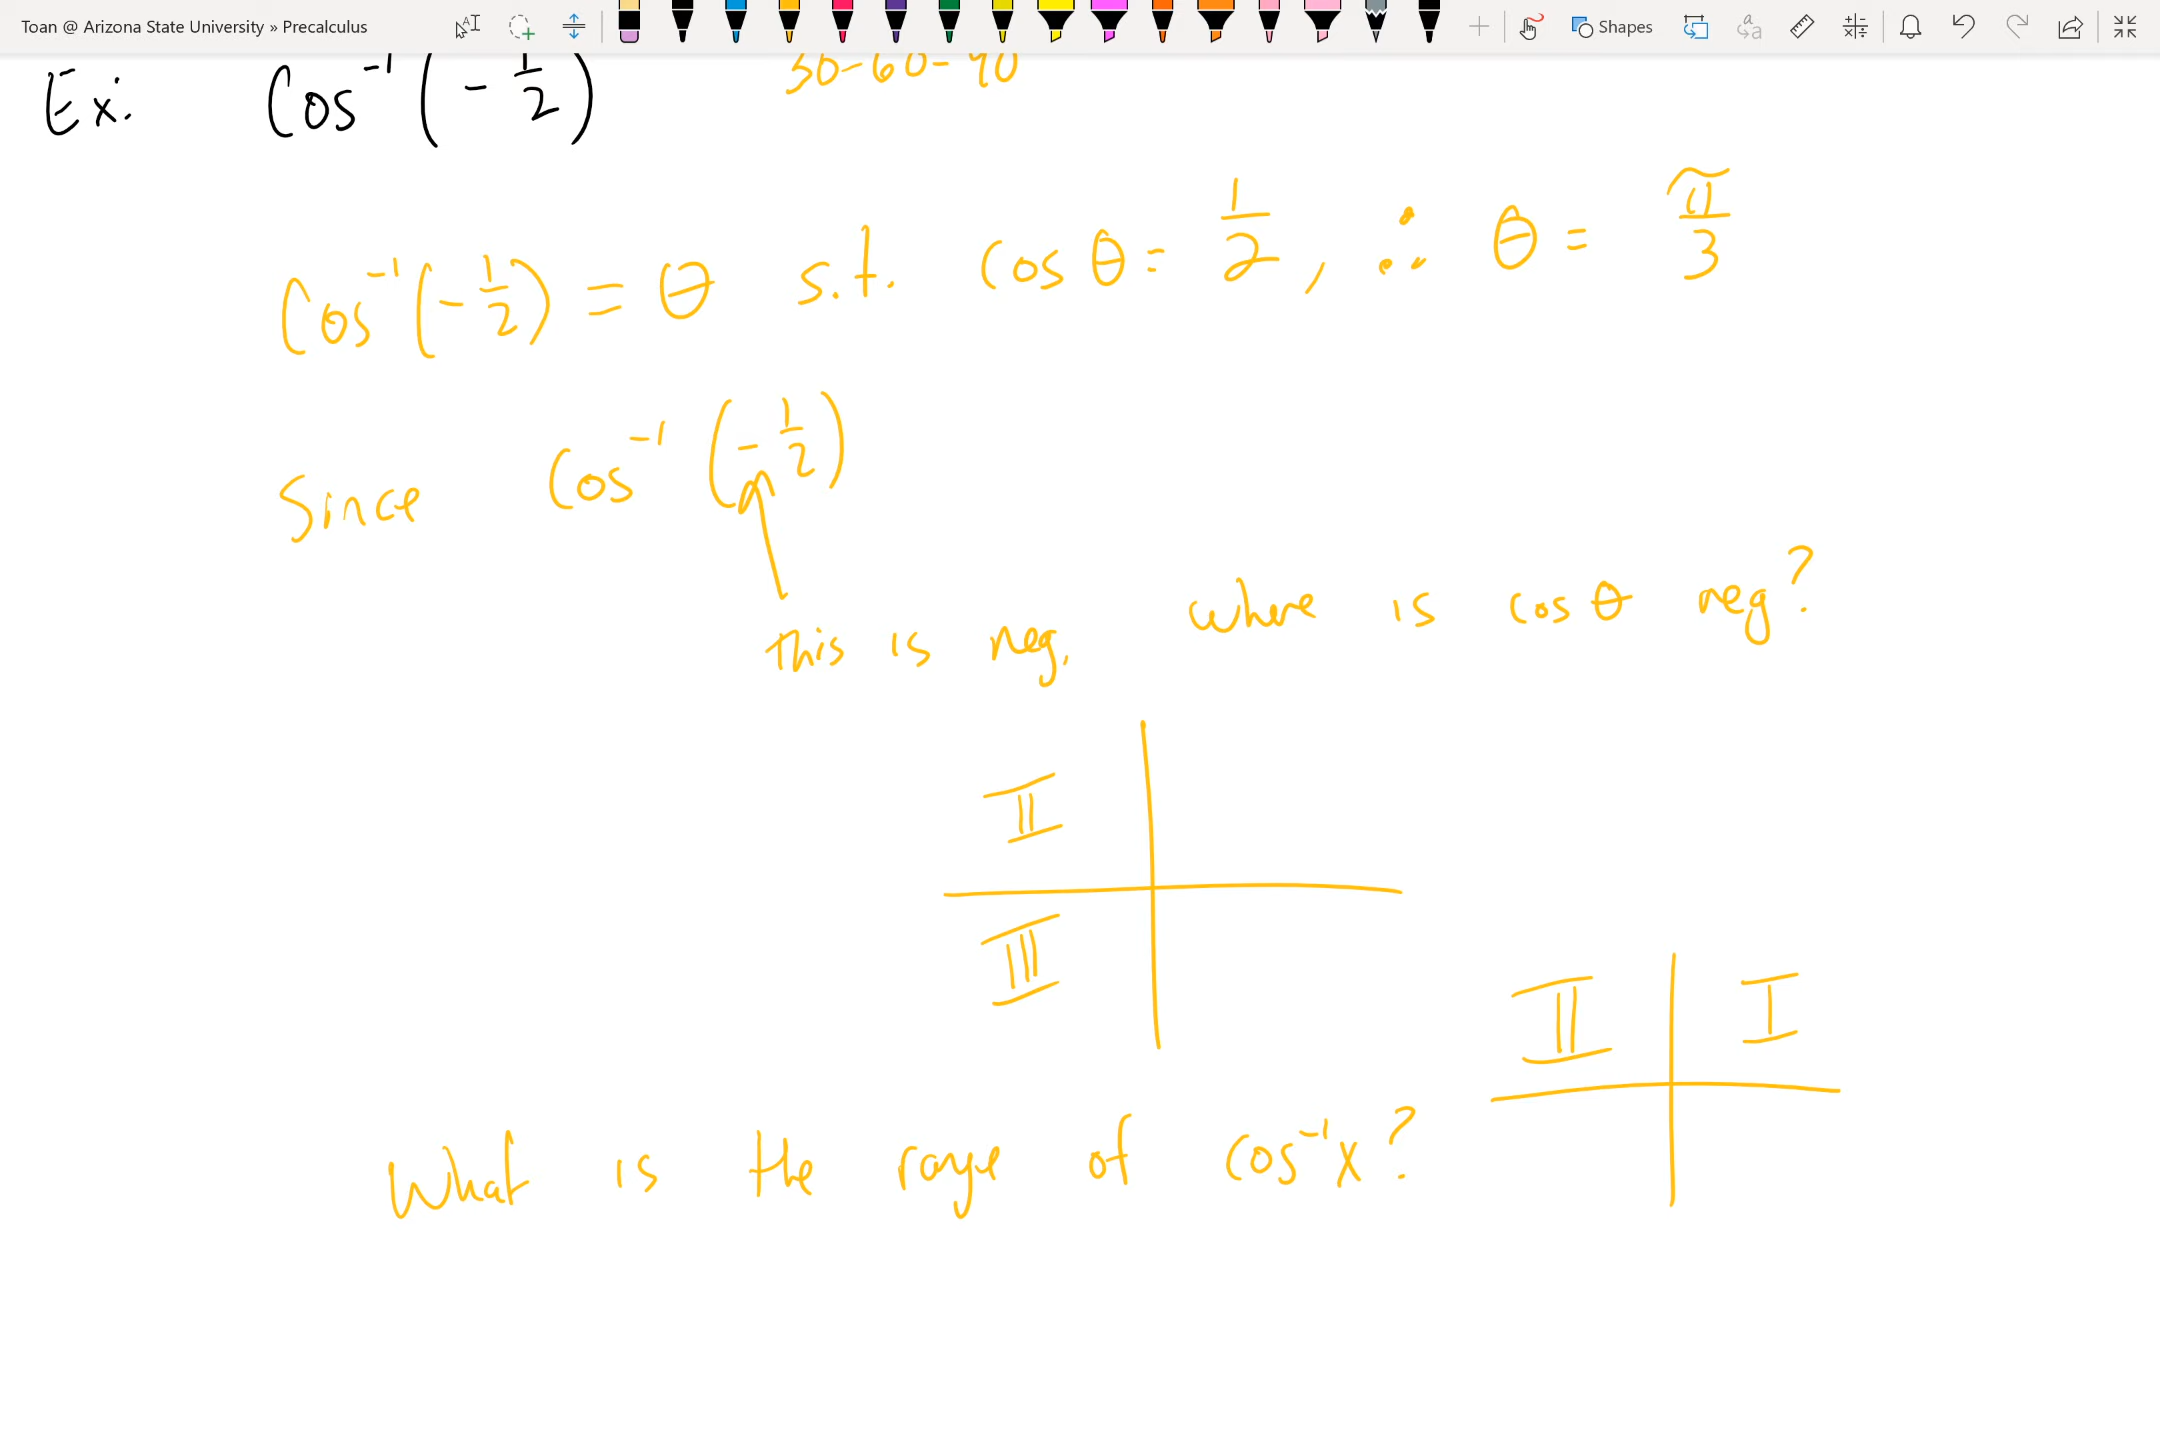 Toan @ Arizona State University » Precalculus
Shapes
Ex: Cos⁻¹(-1/2) 30-60-90
Cos⁻¹(-1/2) = θ s.t. cos θ = 1/2, ∴ θ = π/3
Since Cos⁻¹(-1/2)
this is neg. where is cos θ neg?
II
III
II I
What is the range of cos⁻¹x?